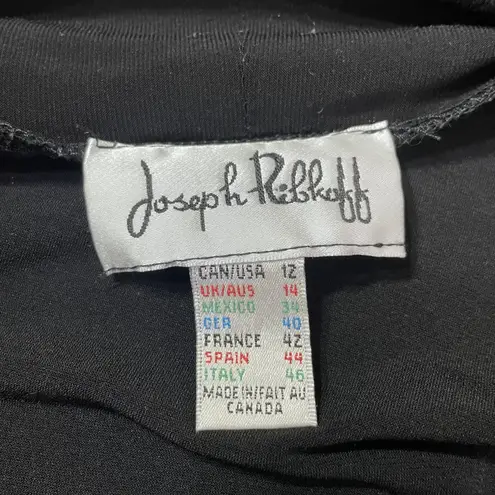 Joseph Ribkoff
CAN/USA 12
UK/AUS 14
MEXICO 34
GER 40
FRANCE 42
SPAIN 44
ITALY 46
MADE IN/FAIT AU
CANADA